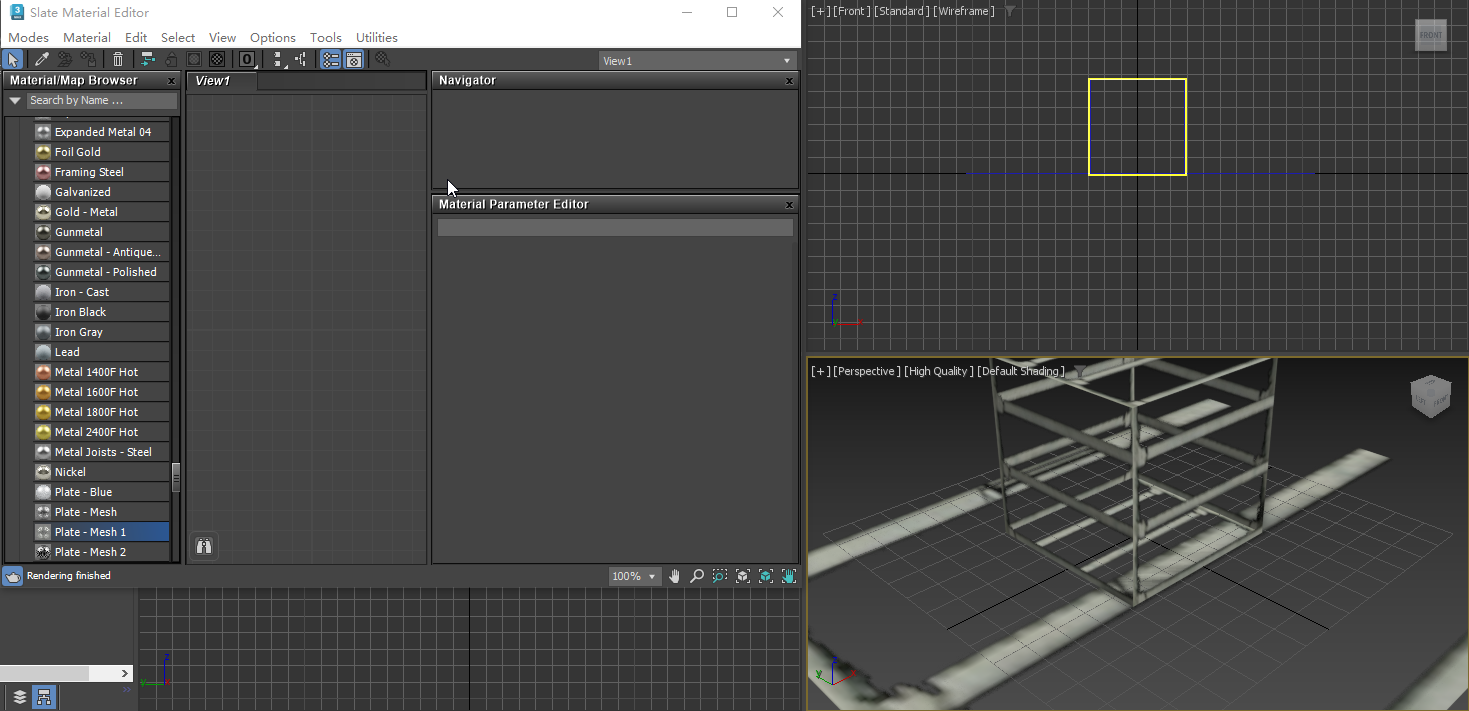 Slate Material Editor
Modes Material Edit Select View Options Tools Utilities
View1
Material/Map Browser
Search by Name ...
Expanded Metal 04
Foil Gold
Framing Steel
Galvanized
Gold - Metal
Gunmetal
Gunmetal - Antique...
Gunmetal - Polished
Iron - Cast
Iron Black
Iron Gray
Lead
Metal 1400F Hot
Metal 1600F Hot
Metal 1800F Hot
Metal 2400F Hot
Metal Joists - Steel
Nickel
Plate - Blue
Plate - Mesh
Plate - Mesh 1
Plate - Mesh 2
View1
Navigator
Material Parameter Editor
Rendering finished
100%
[+] [Front ] [Standard ] [Wireframe ]
FRONT
z
[+] [Perspective ] [High Quality ] [Default Shading ]
z
y
z
y